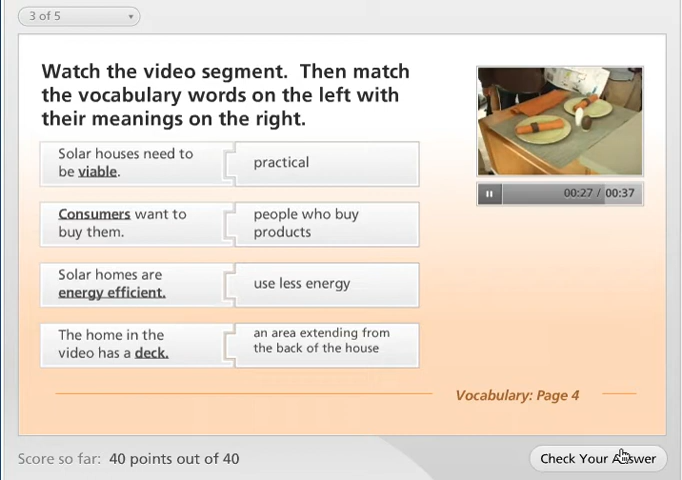 3 of 5
Watch the video segment. Then match
the vocabulary words on the left with
their meanings on the right.
Solar houses need to
be viable.
practical
Consumers want to
buy them.
people who buy
products
Solar homes are
energy efficient.
use less energy
The home in the
video has a deck.
an area extending from
the back of the house
00:27 / 00:37
Vocabulary: Page 4
Score so far: 40 points out of 40
Check Your Answer